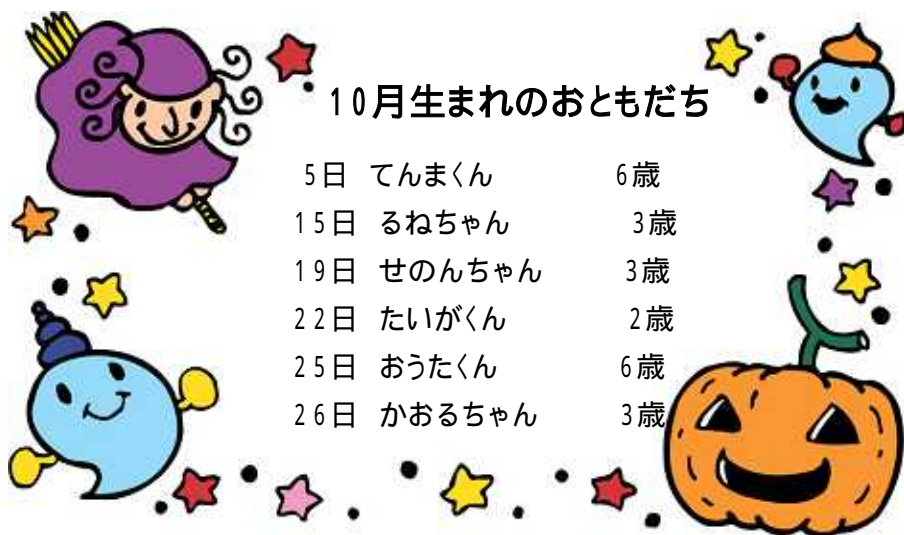 10月生まれのおともだち
5日 てんまくん 6歳
15日 るねちゃん 3歳
19日 せのんちゃん 3歳
22日 たいがくん 2歳
25日 おうたくん 6歳
26日 かおるちゃん 3歳